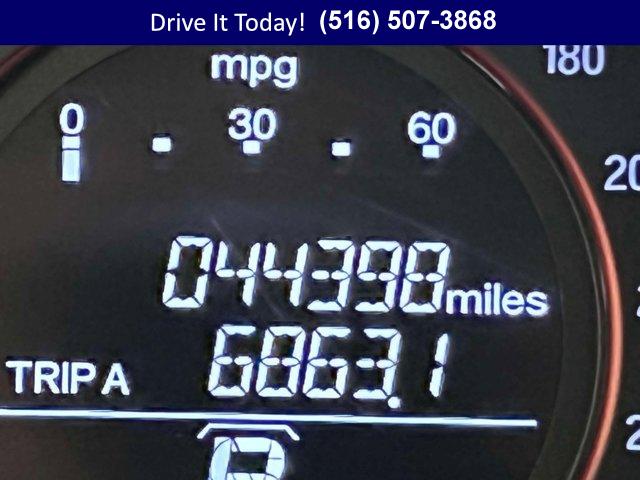 Drive It Today! (516) 507-3868
mpg
180
0 30 60
044398 miles
TRIP A 6863.1